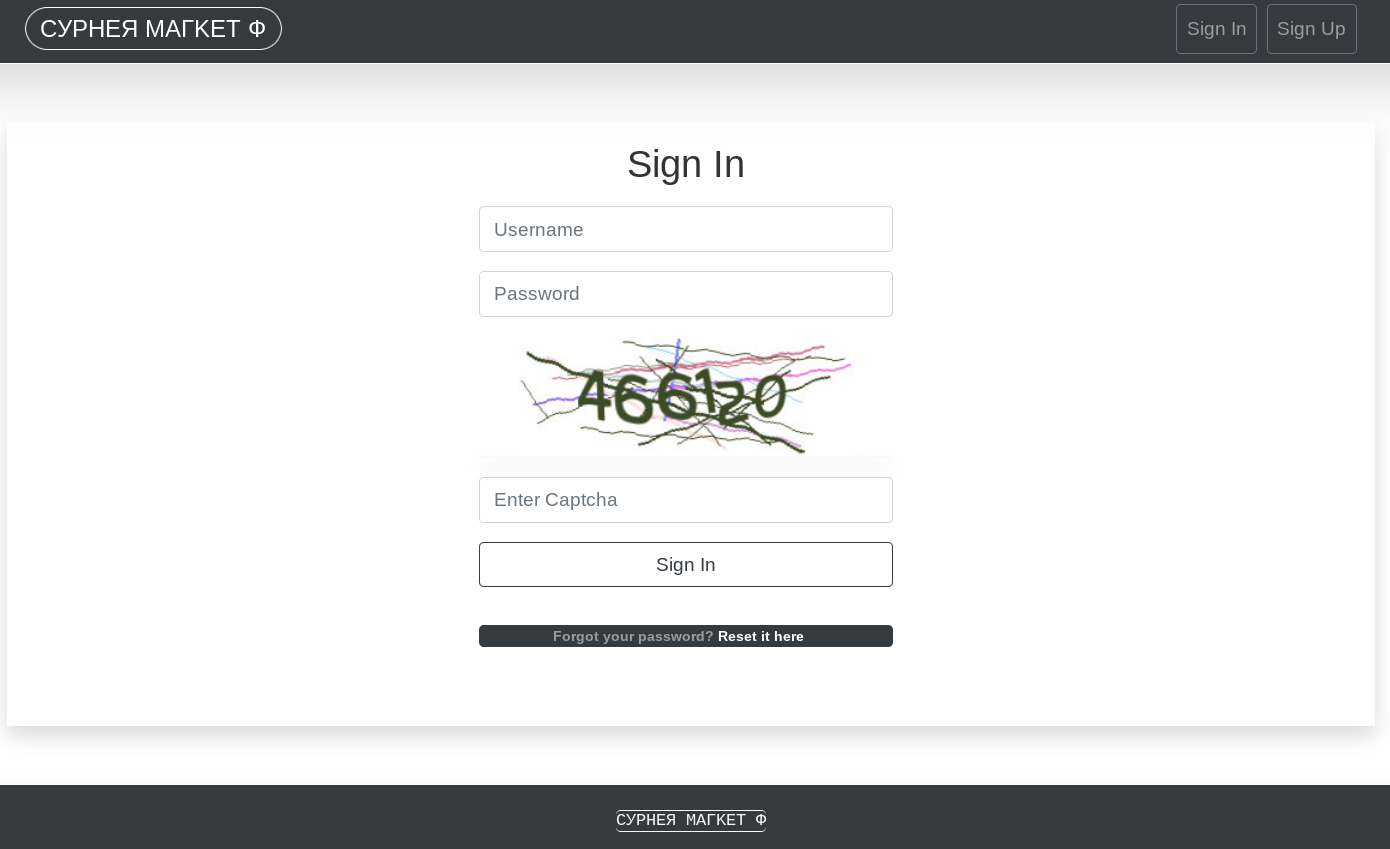 СУРНЕЯ МАГКЕТ Ф
Sign In
Sign Up
Sign In
Username
Password
466120
Enter Captcha
Sign In
Forgot your password? Reset it here
СУРНЕЯ МАГКЕТ Ф